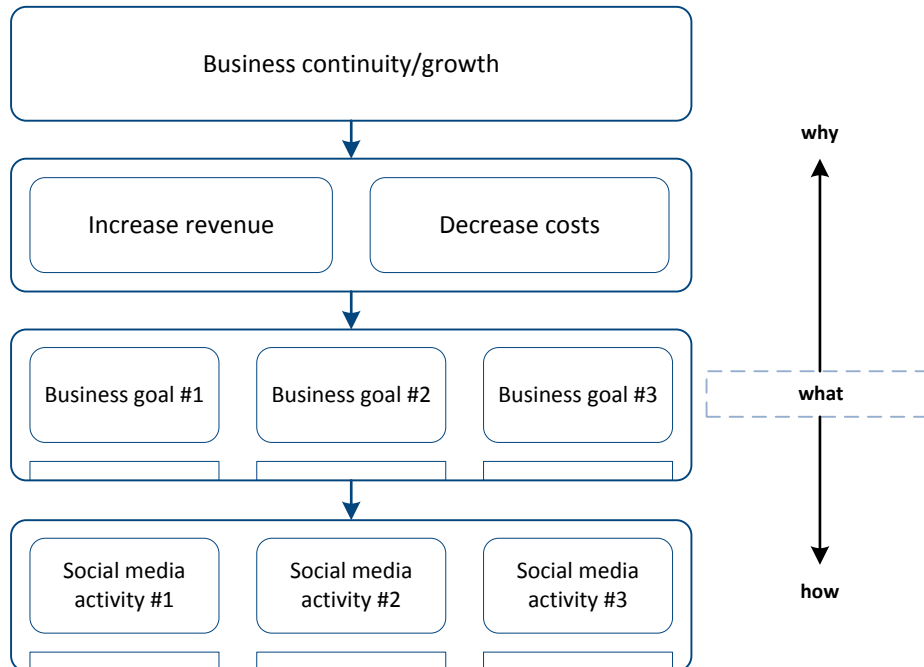 Business continuity/growth
why
Increase revenue
Decrease costs
Business goal #1
Business goal #2
Business goal #3
what
Social media
activity #1
Social media
activity #2
Social media
activity #3
how